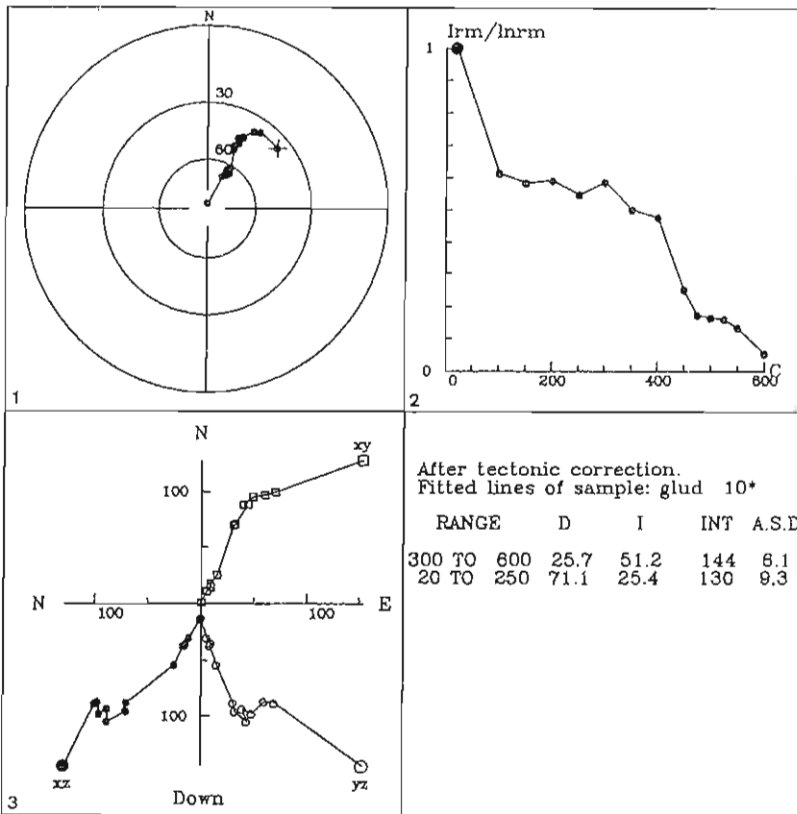 N
30
60
1
Irm/Inrm
1
0
0 200 400 600
C
2
N
xy
100
N 100 100 E
100
xz yz
Down
3
After tectonic correction.
Fitted lines of sample: glud 10*
RANGE D I INT A.S.D
300 TO 600 25.7 51.2 144 6.1
20 TO 250 71.1 25.4 130 9.3